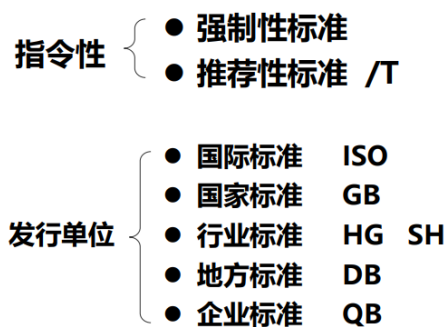 指令性
● 强制性标准
● 推荐性标准 /T
发行单位
● 国际标准 ISO
● 国家标准 GB
● 行业标准 HG SH
● 地方标准 DB
● 企业标准 QB